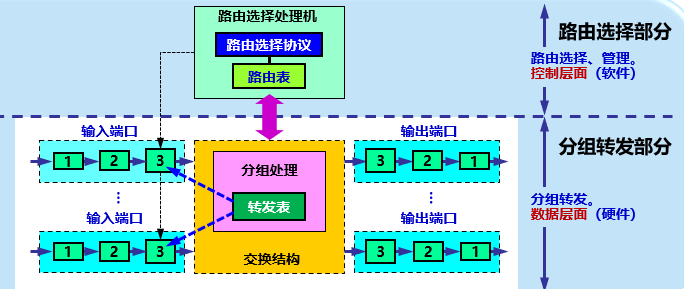 路由选择处理机
路由选择协议
路由表
路由选择部分
路由选择、管理。
控制层面（软件）
输入端口
1 2 3
⋮
输入端口
1 2 3
分组处理
转发表
交换结构
输出端口
3 2 1
⋮
输出端口
3 2 1
分组转发部分
分组转发。
数据层面（硬件）